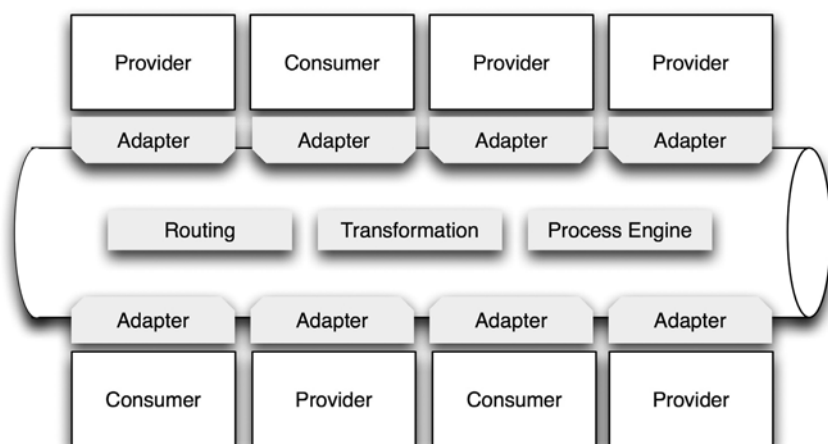 Provider Consumer Provider Provider
Adapter Adapter Adapter Adapter
Routing Transformation Process Engine
Adapter Adapter Adapter Adapter
Consumer Provider Consumer Provider